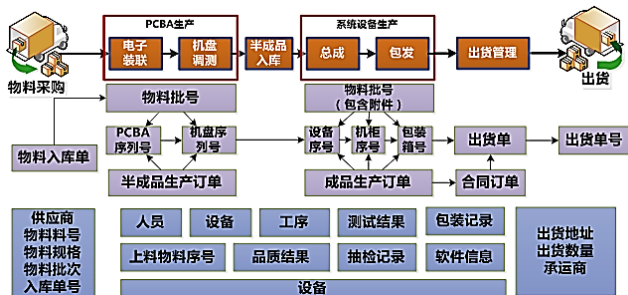 PCBA生产
系统设备生产
电子
装联
机盘
调测
半成品
入库
总成
包发
出货管理
物料采购
出货
物料批号
物料批号
(包含附件)
PCBA
序列号
机盘序
列号
设备
序号
机柜
序号
包装
箱号
出货单
出货单号
物料入库单
半成品生产订单
成品生产订单
合同订单
供应商
物料料号
物料规格
物料批次
入库单号
人员
设备
工序
测试结果
包装记录
上料物料序号
品质结果
抽检记录
软件信息
设备
出货地址
出货数量
承运商